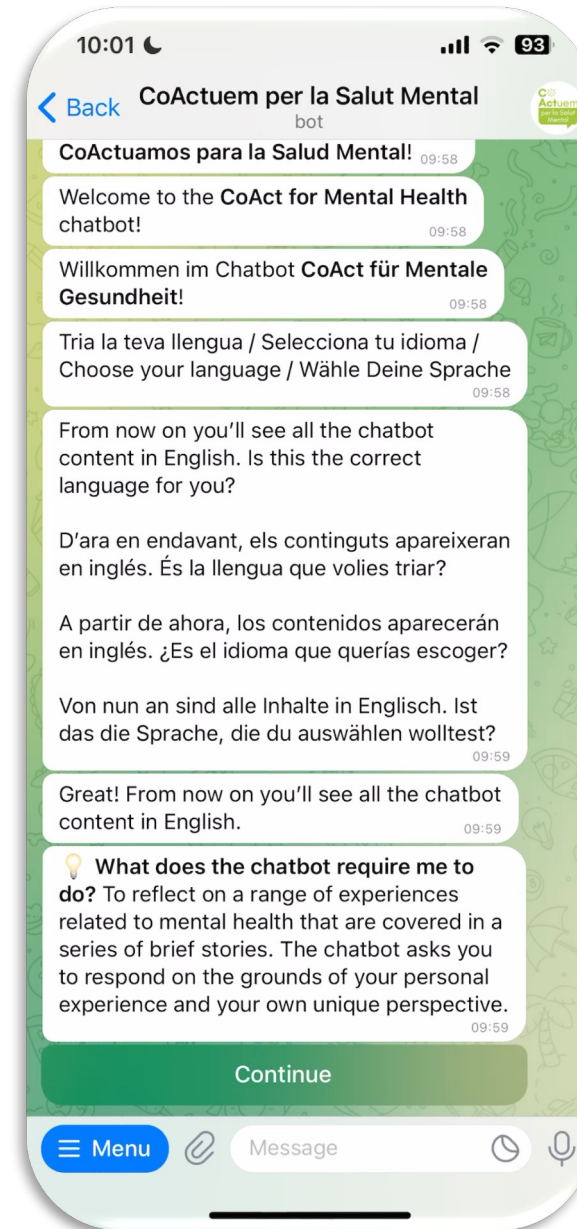 10:01
93
Back
CoActuem per la Salut Mental
bot
Co
Actuem
per la Salut
Mental
CoActuamos para la Salud Mental! 09:58
Welcome to the CoAct for Mental Health
chatbot! 09:58
Willkommen im Chatbot CoAct für Mentale
Gesundheit! 09:58
Tria la teva llengua / Selecciona tu idioma /
Choose your language / Wähle Deine Sprache
09:58
From now on you’ll see all the chatbot
content in English. Is this the correct
language for you?
D’ara en endavant, els continguts apareixeran
en inglés. És la llengua que volies triar?
A partir de ahora, los contenidos aparecerán
en inglés. ¿Es el idioma que querías escoger?
Von nun an sind alle Inhalte in Englisch. Ist
das die Sprache, die du auswählen wolltest?
09:59
Great! From now on you’ll see all the chatbot
content in English. 09:59
💡 What does the chatbot require me to
do? To reflect on a range of experiences
related to mental health that are covered in a
series of brief stories. The chatbot asks you
to respond on the grounds of your personal
experience and your own unique perspective.
09:59
Continue
Menu
Message